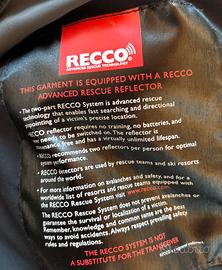 RECCO®
ADVANCED RESCUE TECHNOLOGY
THIS GARMENT IS EQUIPPED WITH A RECCO
ADVANCED RESCUE REFLECTOR
• The two-part RECCO System is advanced rescue
technology that enables fast searching and directional
pinpointing of a victim's precise location.
RECCO reflector requires no training, no batteries, and
needs to be switched on. The reflector is
maintenance free and has a virtually unlimited lifespan.
• RECCO recommends two reflectors per person for optimal
system performance.
• RECCO detectors are used by rescue teams and ski resorts
around the world.
• For more information on avalanches and safety, and for a
worldwide list of resorts and rescue teams equipped with
the RECCO Rescue System visit www.recco.com
The RECCO Rescue System does not prevent avalanches or
guarantee the survival or localization of a victim.
Remember, knowledge and common sense are the best
ways to avoid accidents. Always respect prevailing safety
rules and regulations.
THE RECCO SYSTEM IS NOT
A SUBSTITUTE FOR THE TRANSCEIVER